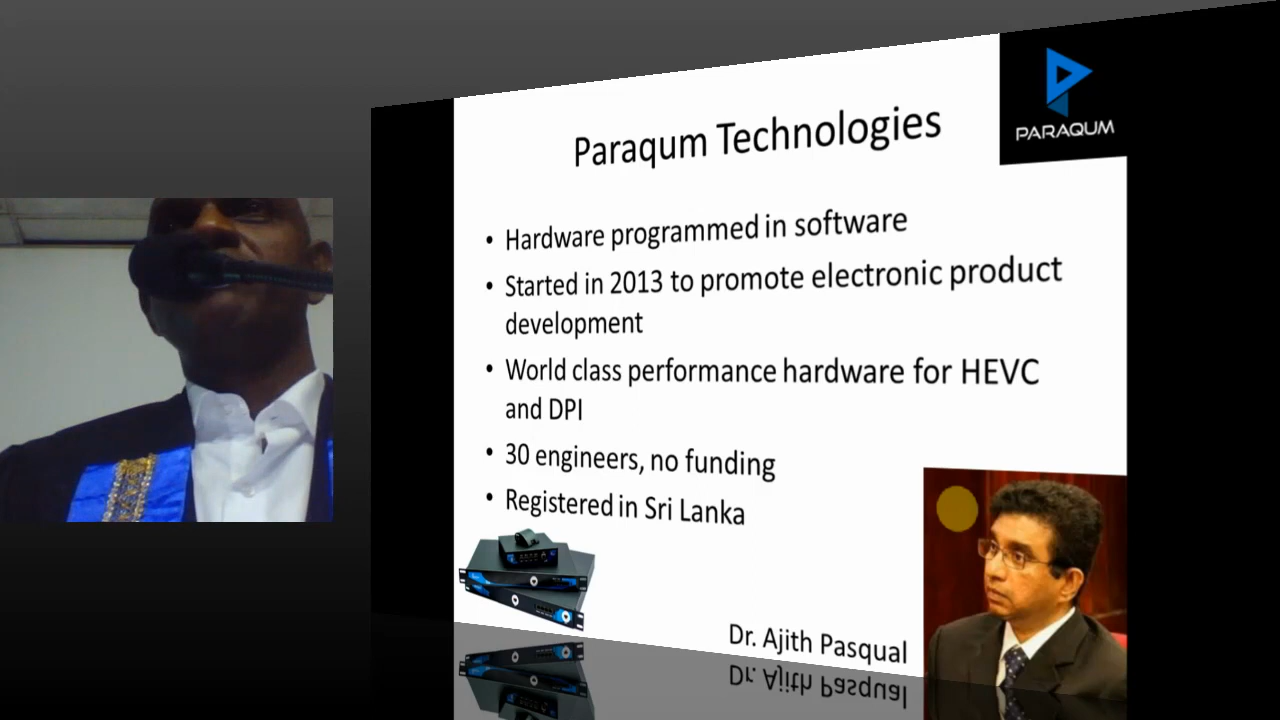 PARAQUM
Paraqum Technologies
• Hardware programmed in software
• Started in 2013 to promote electronic product
development
• World class performance hardware for HEVC
and DPI
• 30 engineers, no funding
• Registered in Sri Lanka
Dr. Ajith Pasqual